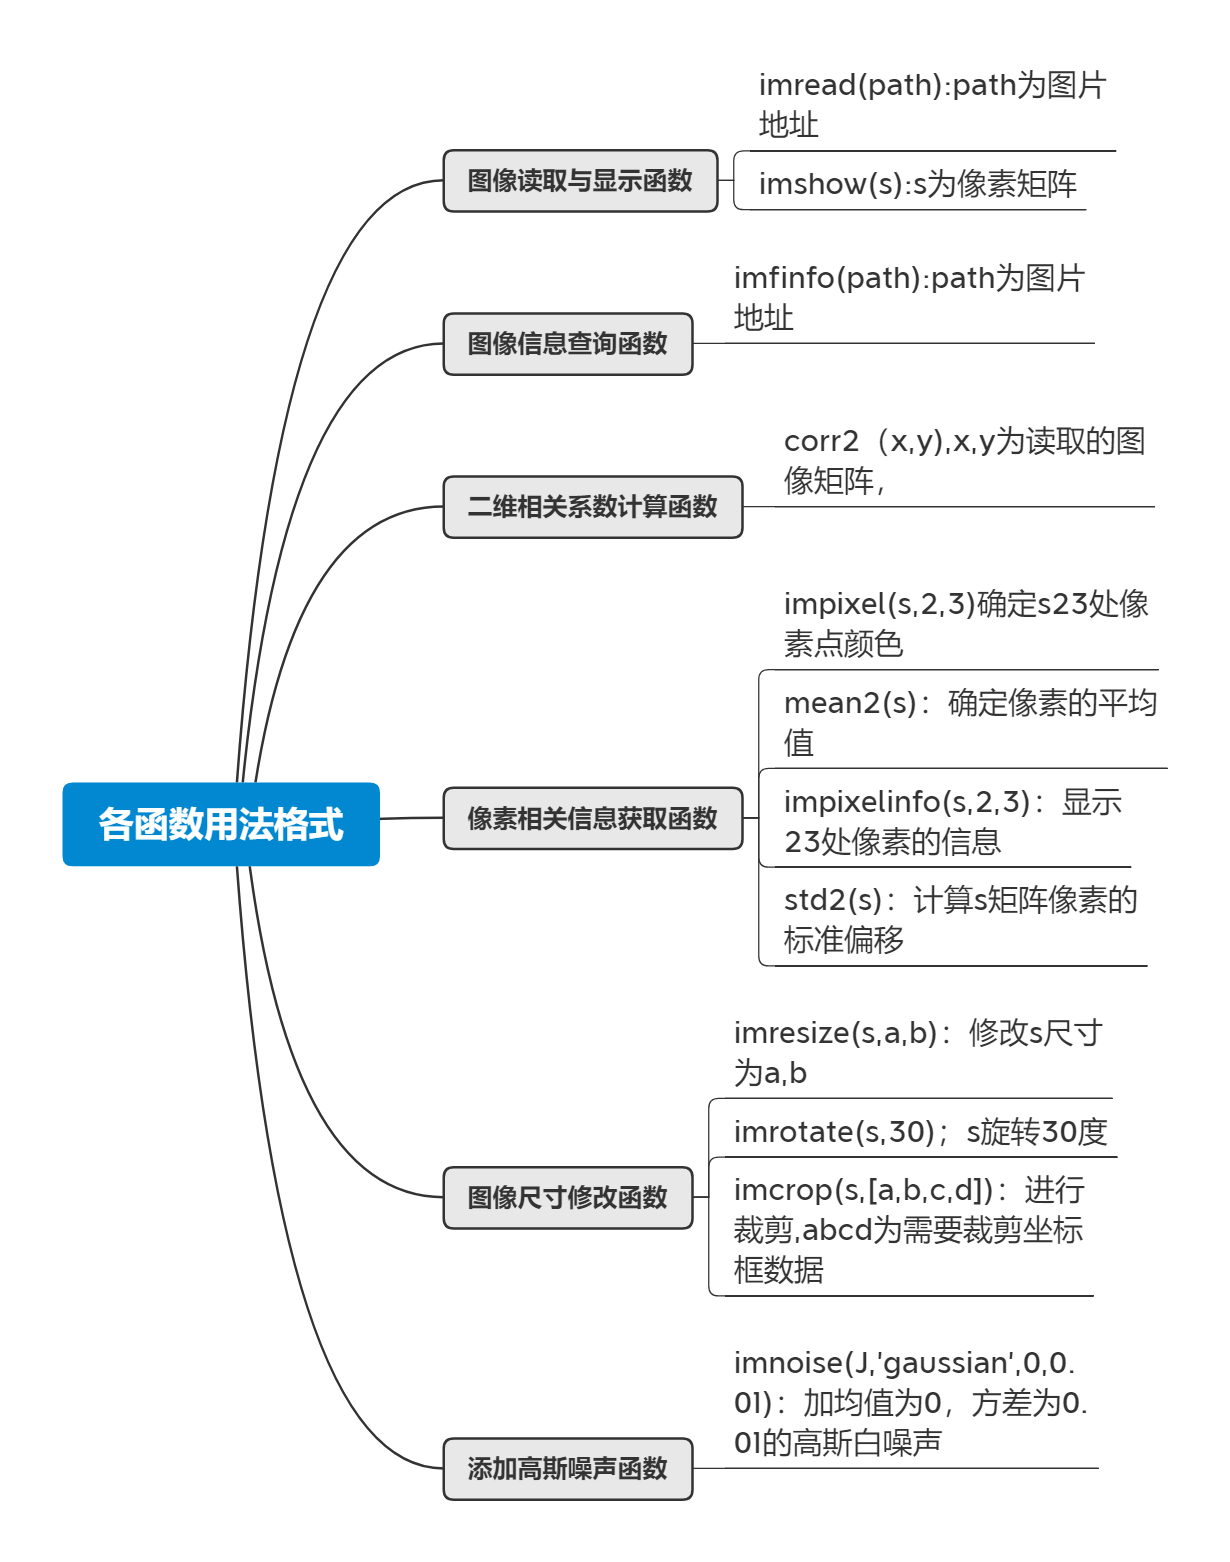 各函数用法格式
图像读取与显示函数
imread(path):path为图片
地址
imshow(s):s为像素矩阵
图像信息查询函数
imfinfo(path):path为图片
地址
二维相关系数计算函数
corr2（x,y),x,y为读取的图
像矩阵，
像素相关信息获取函数
impixel(s,2,3)确定s23处像
素点颜色
mean2(s)：确定像素的平均
值
impixelinfo(s,2,3)：显示
23处像素的信息
std2(s)：计算s矩阵像素的
标准偏移
图像尺寸修改函数
imresize(s,a,b)：修改s尺寸
为a,b
imrotate(s,30)；s旋转30度
imcrop(s,[a,b,c,d])：进行
裁剪,abcd为需要裁剪坐标
框数据
添加高斯噪声函数
imnoise(J,'gaussian',0,0.
01)：加均值为0，方差为0.
01的高斯白噪声